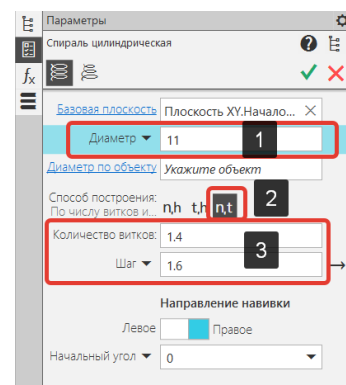 Параметры
Спираль цилиндрическая
?
fx
Базовая плоскость Плоскость XY.Начало...
Диаметр 11 1
Диаметр по объекту Укажите объект
Способ построения:
По числу витков и... n,h t,h n,t 2
Количество витков: 1.4
Шаг 1.6 3
Направление навивки
Левое Правое
Начальный угол 0